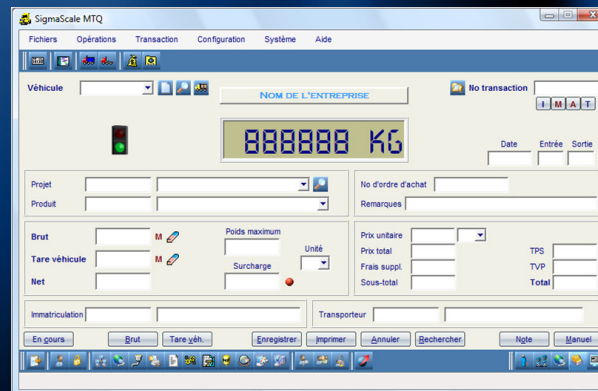 SigmaScale MTQ
Fichiers Opérations Transaction Configuration Système Aide
Véhicule
NOM DE L'ENTREPRISE
No transaction
I M A T
888888 KG
Date Entrée Sortie
Projet
No d'ordre d'achat
Produit
Remarques
Brut M
Poids maximum
Prix unitaire
Unité
Tare véhicule M
Prix total
TPS
Surcharge
Frais suppl.
TVP
Net
Sous-total
Total
Immatriculation
Transporteur
En cours Brut Tare véh. Enregistrer Imprimer Annuler Rechercher Note Manuel